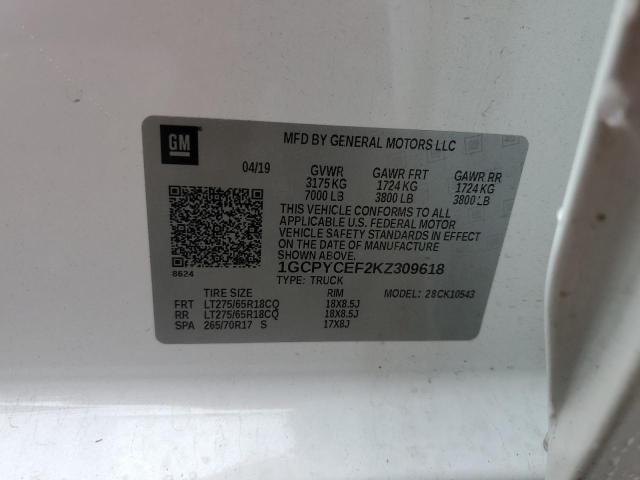 GM
MFD BY GENERAL MOTORS LLC
04/19 GVWR GAWR FRT GAWR RR
3175 KG 1724 KG 1724 KG
7000 LB 3800 LB 3800 LB
THIS VEHICLE CONFORMS TO ALL
APPLICABLE U.S. FEDERAL MOTOR
VEHICLE SAFETY STANDARDS IN EFFECT
ON THE DATE OF MANUFACTURE
SHOWN ABOVE.
8624
1GCPYCEF2KZ309618
TYPE: TRUCK MODEL: 28CK10543
TIRE SIZE RIM
FRT LT275/65R18CQ 18X8.5J
RR LT275/65R18CQ 18X8.5J
SPA 265/70R17 S 17X8J